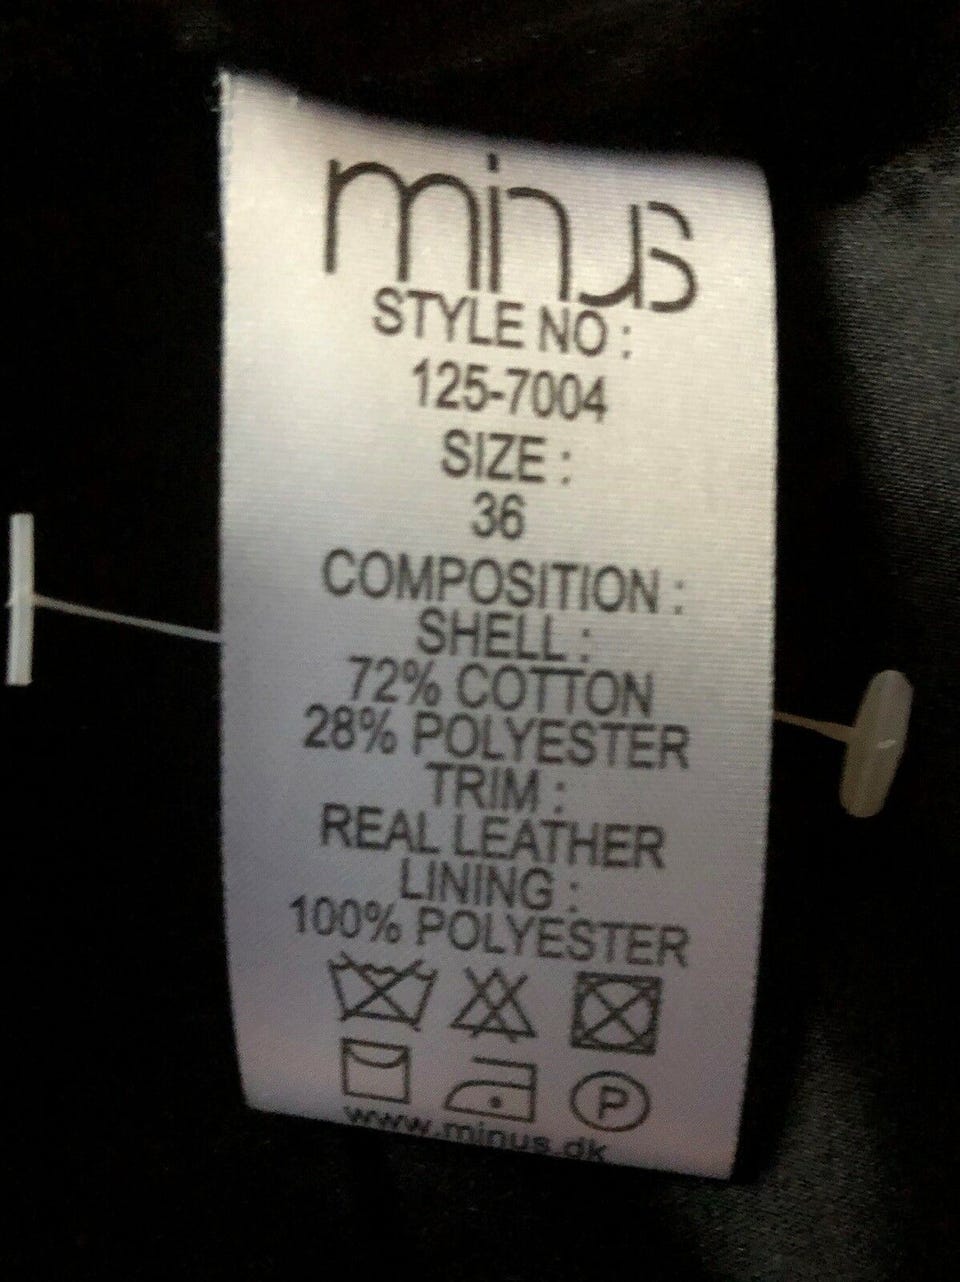 minus
STYLE NO :
125-7004
SIZE :
36
COMPOSITION :
SHELL :
72% COTTON
28% POLYESTER
TRIM :
REAL LEATHER
LINING :
100% POLYESTER
P
www.minus.dk